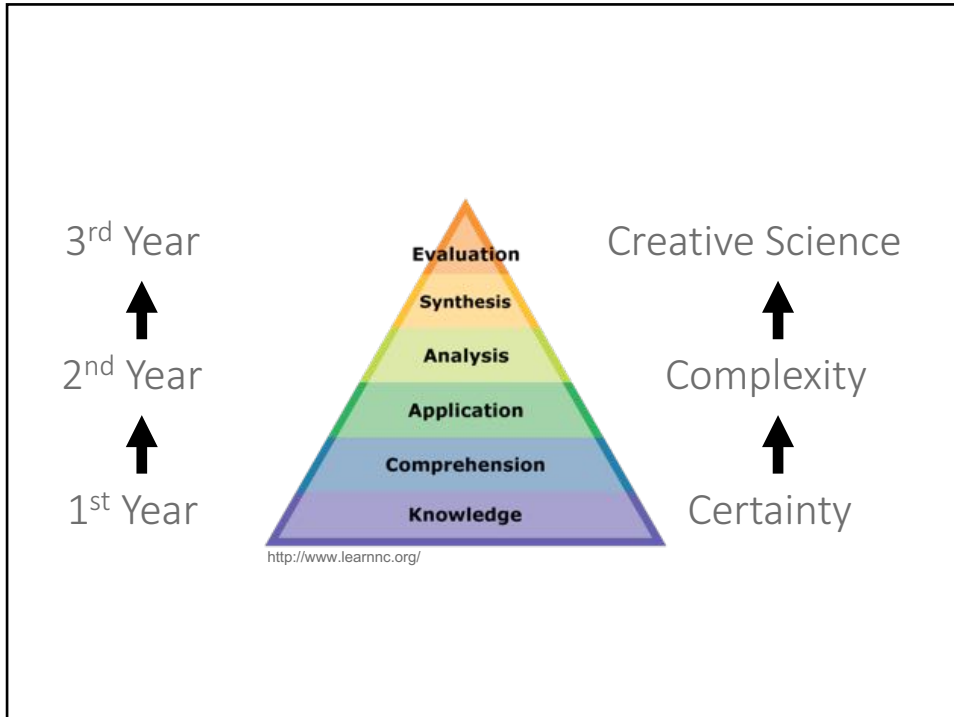 3rd Year
Evaluation
Creative Science
Synthesis
2nd Year
Analysis
Complexity
Application
Comprehension
1st Year
Knowledge
Certainty
http://www.learnnc.org/